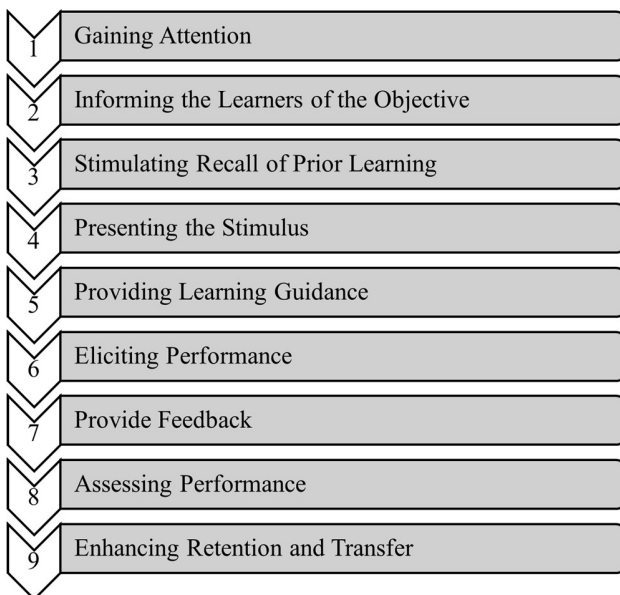 1 Gaining Attention
2 Informing the Learners of the Objective
3 Stimulating Recall of Prior Learning
4 Presenting the Stimulus
5 Providing Learning Guidance
6 Eliciting Performance
7 Provide Feedback
8 Assessing Performance
9 Enhancing Retention and Transfer